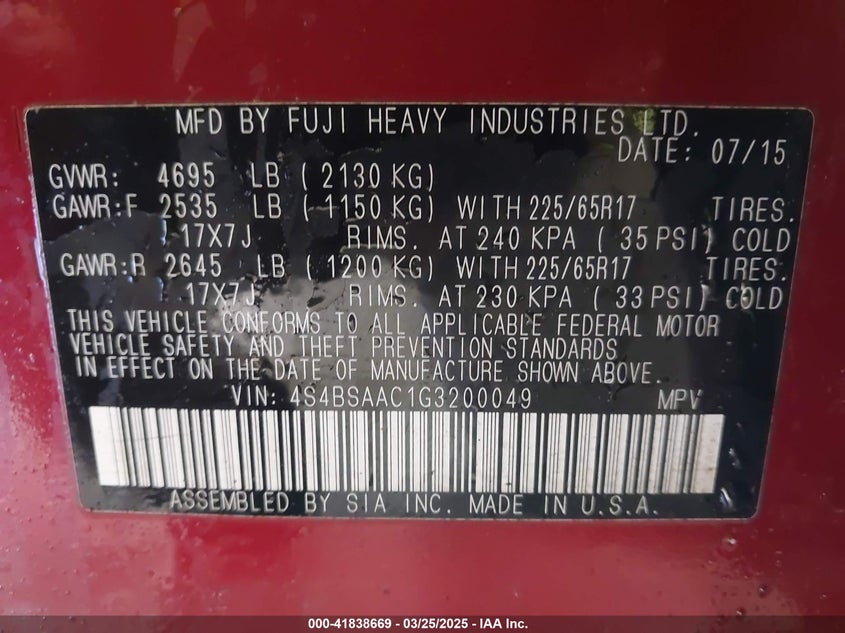 MFD BY FUJI HEAVY INDUSTRIES LTD.
DATE: 07/15
GVWR: 4695 LB ( 2130 KG)
GAWR:F 2535 LB ( 1150 KG) WITH 225/65R17 TIRES.
17X7J RIMS. AT 240 KPA ( 35 PSI) COLD
GAWR:R 2645 LB ( 1200 KG) WITH 225/65R17 TIRES.
17X7J RIMS. AT 230 KPA ( 33 PSI) COLD
THIS VEHICLE CONFORMS TO ALL APPLICABLE FEDERAL MOTOR
VEHICLE SAFETY AND THEFT PREVENTION STANDARDS
IN EFFECT ON THE DATE OF MANUFACTURE SHOWN ABOVE.
VIN: 4S4BSAAC1G3200049 MPV
ASSEMBLED BY SIA INC. MADE IN U.S.A.
000-41838669 - 03/25/2025 - IAA Inc.